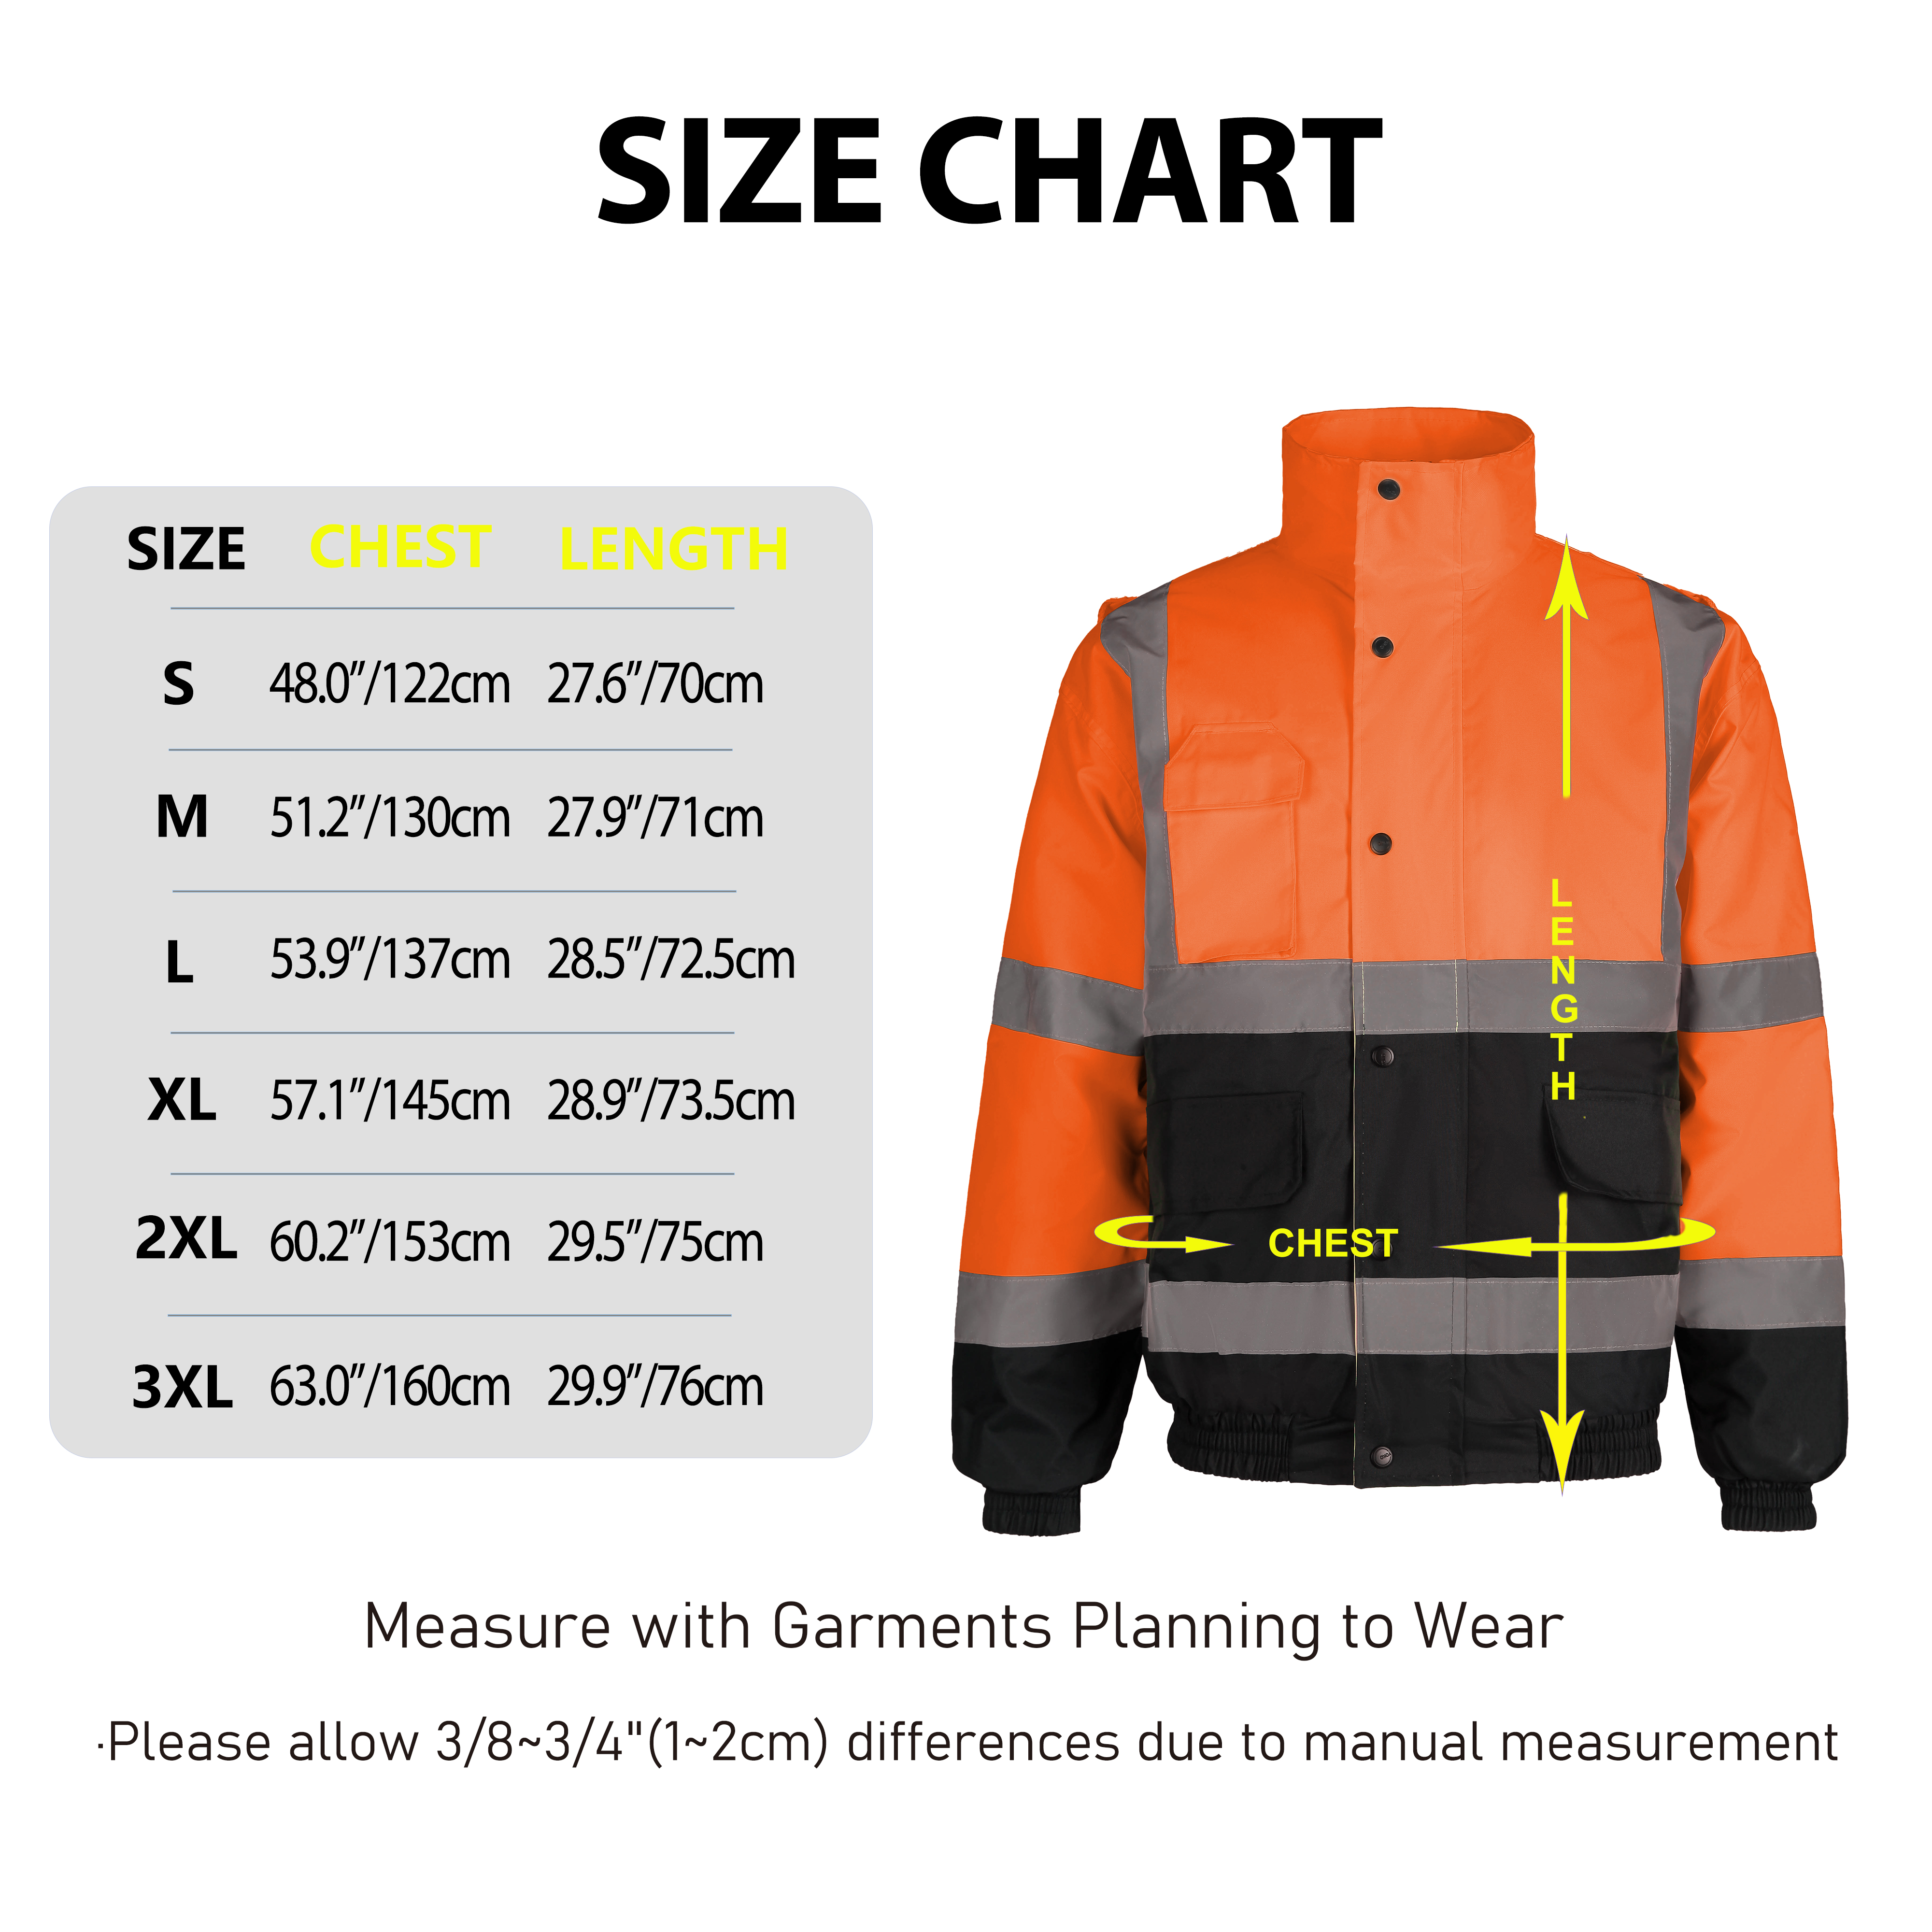 SIZE CHART
SIZE CHEST LENGTH
S 48.0”/122cm 27.6”/70cm
M 51.2”/130cm 27.9”/71cm
L 53.9”/137cm 28.5”/72.5cm
XL 57.1”/145cm 28.9”/73.5cm
2XL 60.2”/153cm 29.5”/75cm
3XL 63.0”/160cm 29.9”/76cm
LENGTH
CHEST
Measure with Garments Planning to Wear
·Please allow 3/8~3/4"(1~2cm) differences due to manual measurement